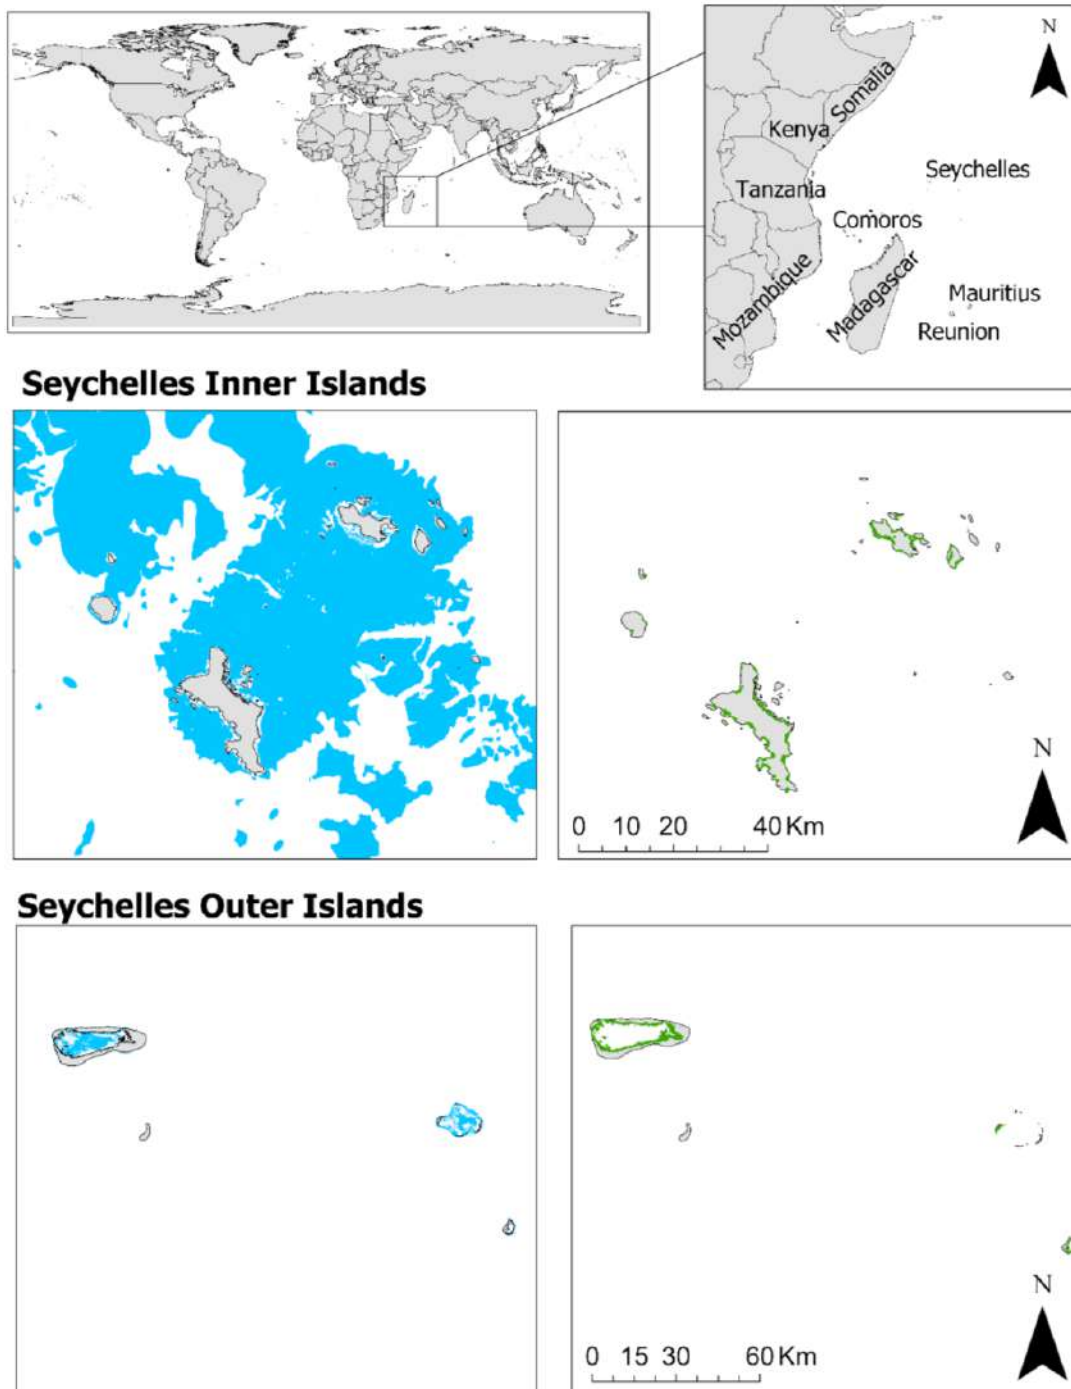 N
Somalia
Kenya
Seychelles
Tanzania
Comoros
Mozambique
Madagascar
Mauritius
Reunion
Seychelles Inner Islands
N
0 10 20 40 Km
Seychelles Outer Islands
N
0 15 30 60 Km